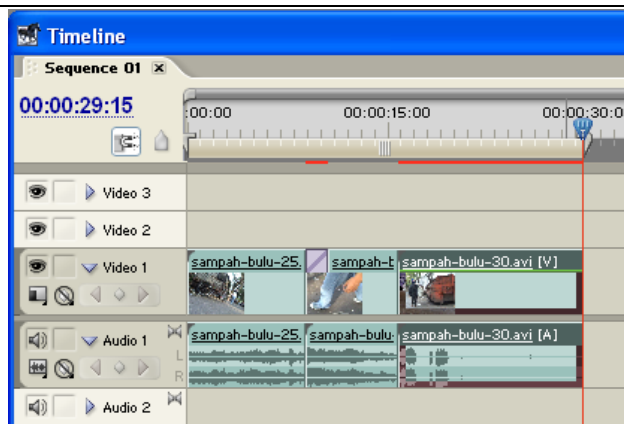 Timeline
Sequence 01
00:00:29:15
:00:00 00:00:15:00 00:00:30:0
Video 3
Video 2
Video 1
sampah-bulu-25. sampah-t sampah-bulu-30.avi [V]
Audio 1
sampah-bulu-25. sampah-bulu- sampah-bulu-30.avi [A]
L
R
Audio 2